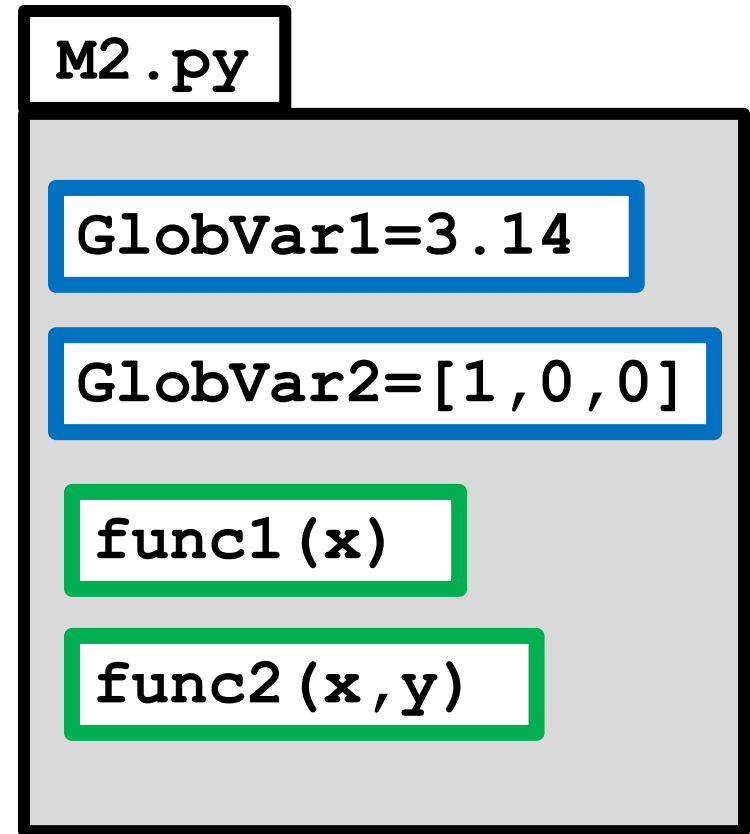 M2.py
GlobVar1=3.14
GlobVar2=[1,0,0]
func1(x)
func2(x,y)